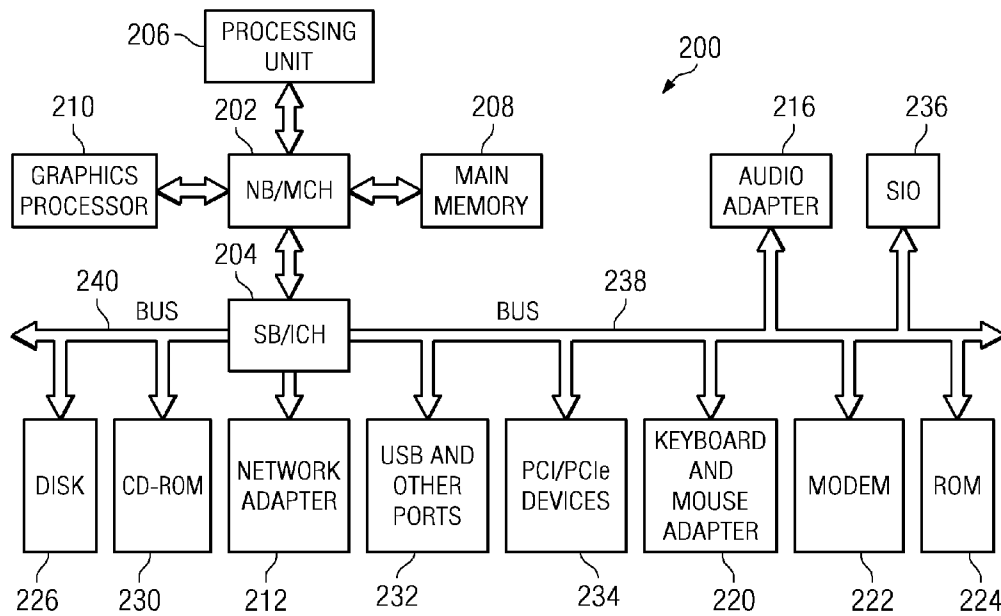 206
PROCESSING
UNIT
200
210
202
208
216
236
GRAPHICS
PROCESSOR
NB/MCH
MAIN
MEMORY
AUDIO
ADAPTER
SIO
204
240
BUS
SB/ICH
BUS
238
DISK
CD-ROM
NETWORK
ADAPTER
USB AND
OTHER
PORTS
PCI/PCIe
DEVICES
KEYBOARD
AND
MOUSE
ADAPTER
MODEM
ROM
226
230
212
232
234
220
222
224